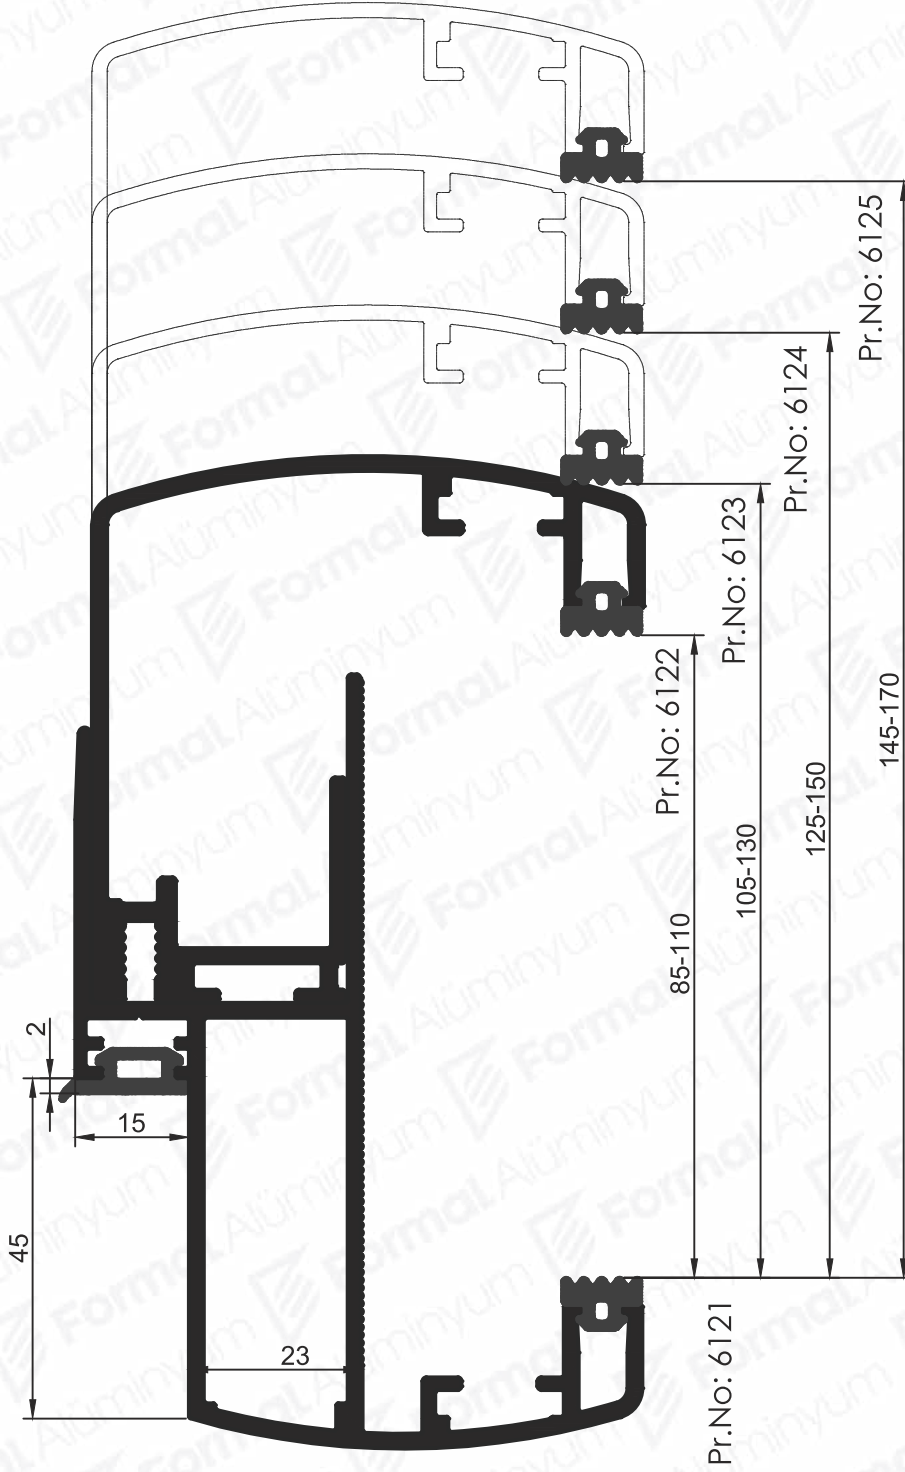 Formal Alüminyum
Pr.No: 6125
Pr.No: 6124
Pr.No: 6123
Pr.No: 6122
145-170
125-150
105-130
85-110
2
15
45
23
Pr.No: 6121